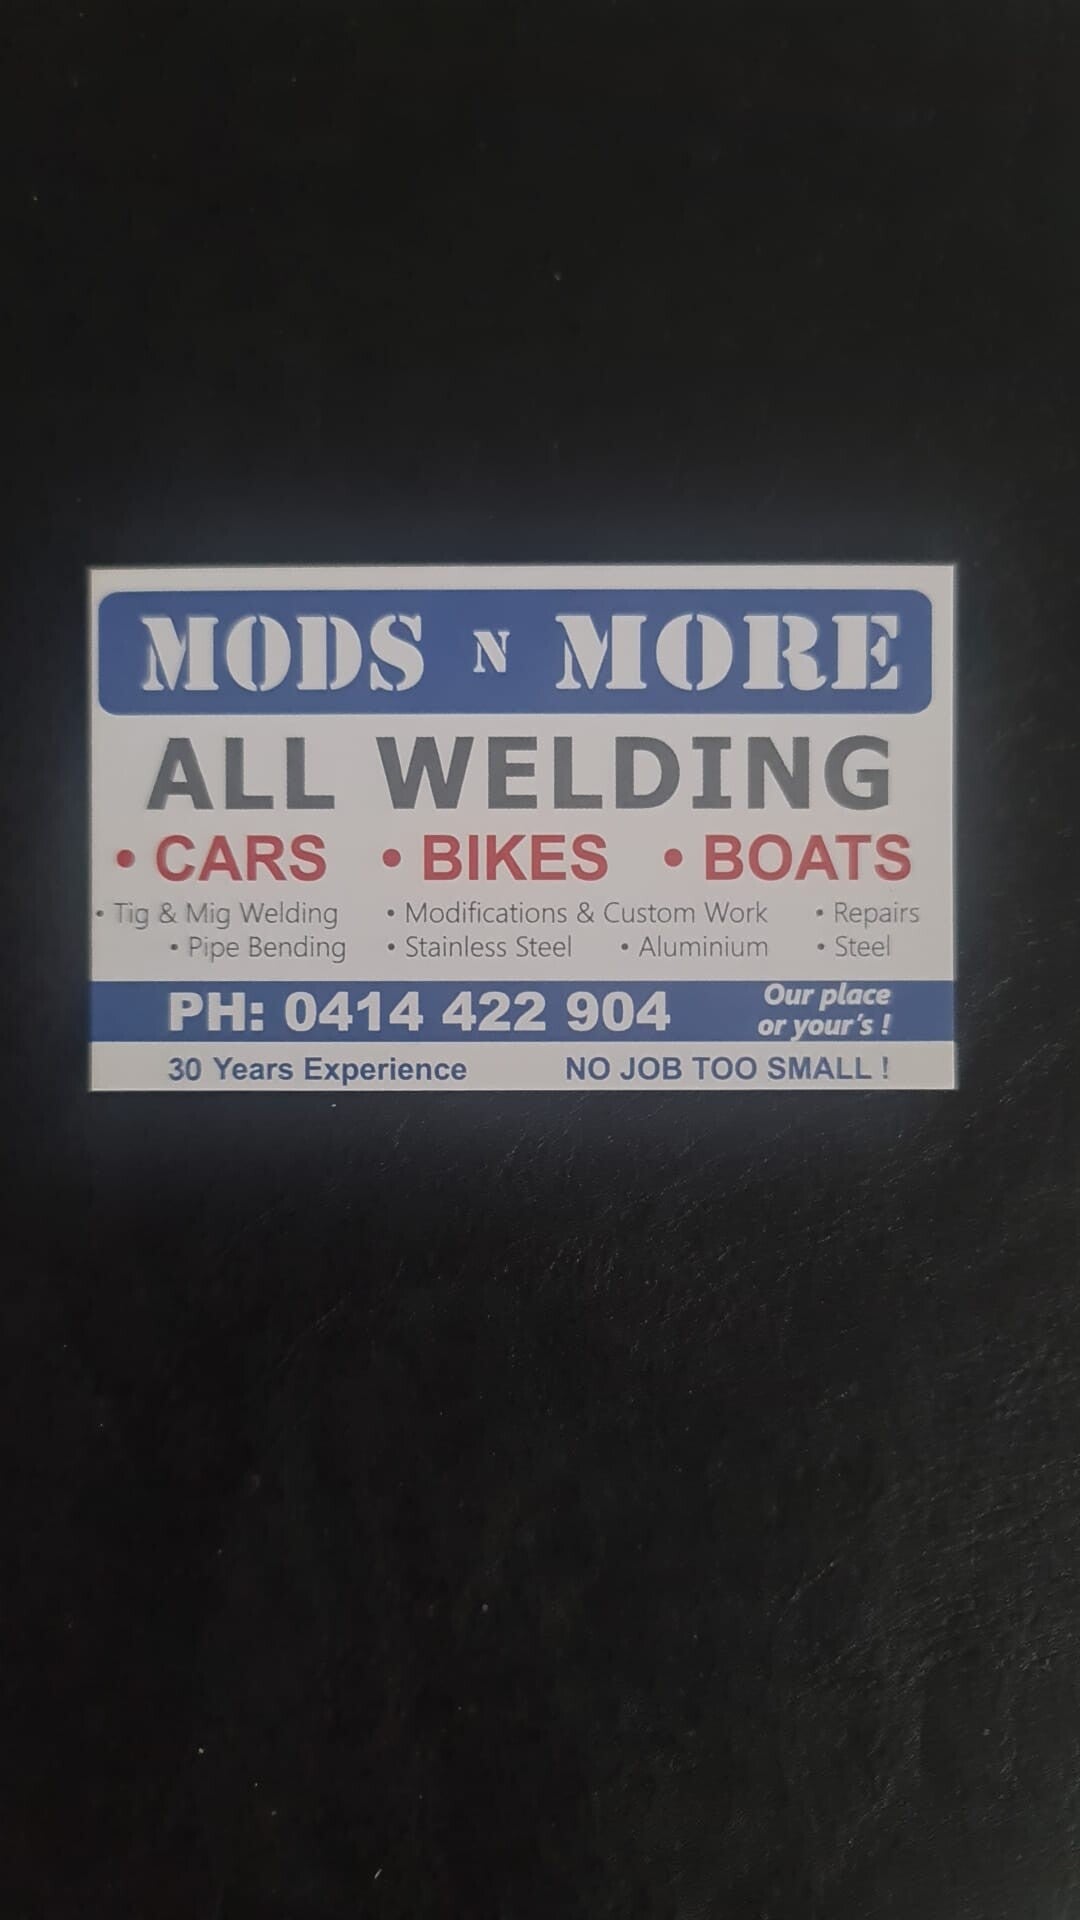 MODS N MORE
ALL WELDING
• CARS • BIKES • BOATS
• Tig & Mig Welding • Modifications & Custom Work • Repairs
• Pipe Bending • Stainless Steel • Aluminium • Steel
PH: 0414 422 904
Our place
or your's !
30 Years Experience NO JOB TOO SMALL !